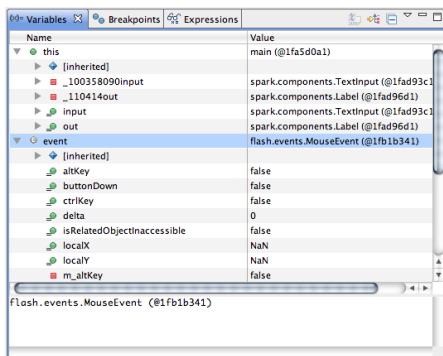 Variables Breakpoints Expressions
Name Value
this main (@1fa5d0a1)
[inherited]
_100358090input spark.components.TextInput (@1fad93c1
_110414out spark.components.Label (@1fad96d1)
input spark.components.TextInput (@1fad93c1
out spark.components.Label (@1fad96d1)
event flash.events.MouseEvent (@1fb1b341)
[inherited]
altKey false
buttonDown false
ctrlKey false
delta 0
isRelatedObjectInaccessible false
localX NaN
localY NaN
m_altKey false
flash.events.MouseEvent (@1fb1b341)